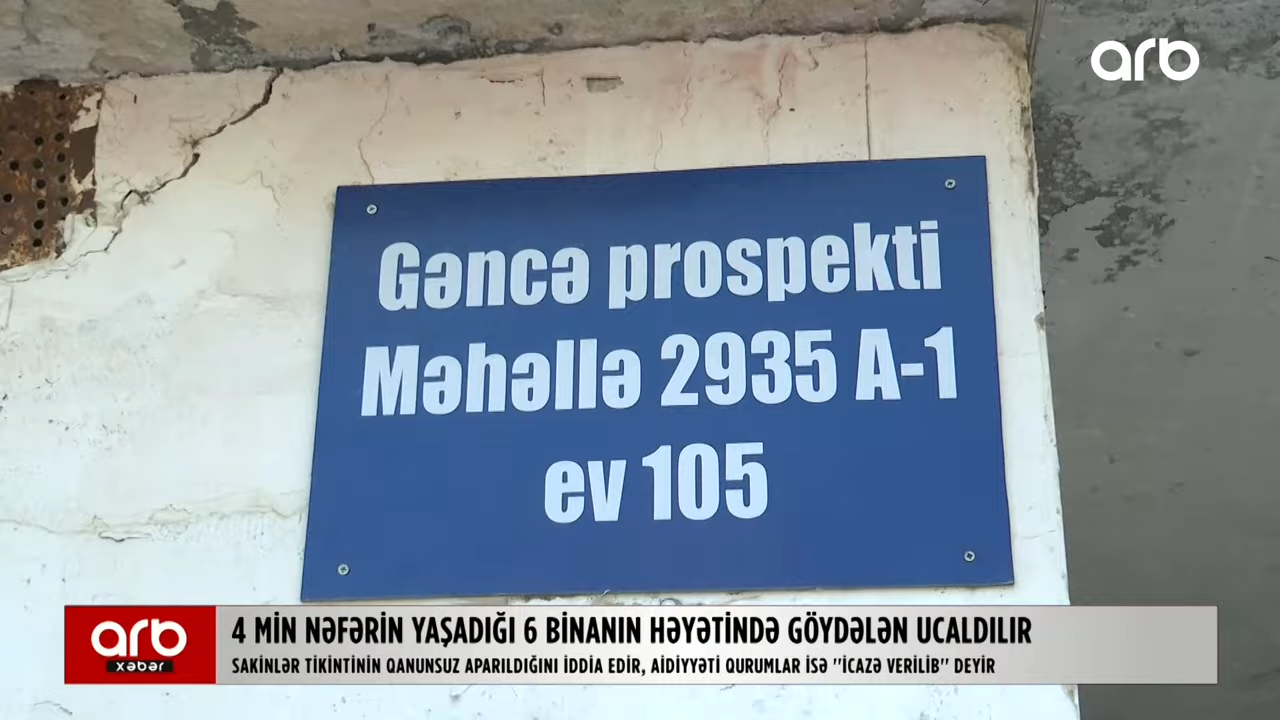 arb
Gəncə prospekti
Məhəllə 2935 A-1
ev 105
arb
xəbər
4 MİN NƏFƏRİN YAŞADIĞI 6 BİNANIN HƏYƏTİNDƏ GÖYDƏLƏN UCALDILIR
SAKİNLƏR TİKİNTİNİN QANUNSUZ APARILDIĞINI İDDİA EDİR, AİDİYYƏTİ QURUMLAR İSƏ "İCAZƏ VERİLİB" DEYİR